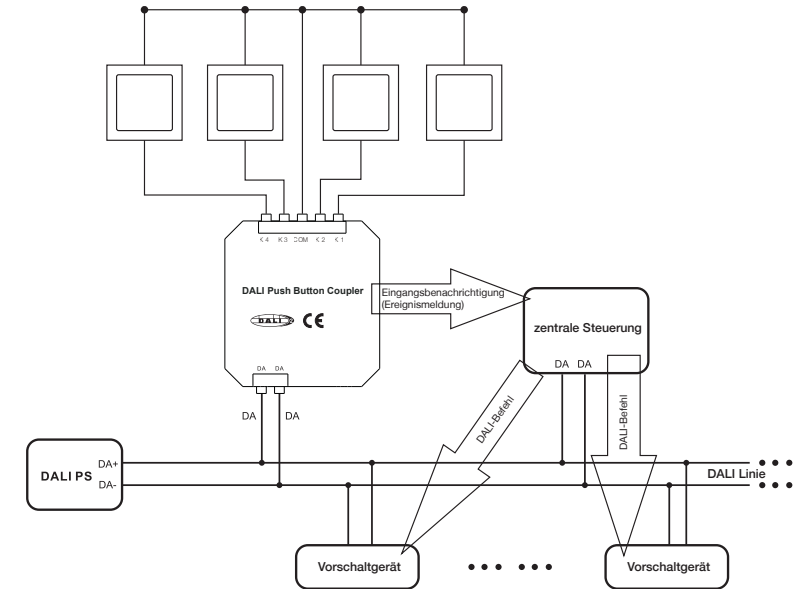 K4 K3 COM K2 K1
DALI Push Button Coupler
DALI CE
DA DA
DA DA
Eingangsbenachrichtigung
(Ereignismeldung)
zentrale Steuerung
DA DA
DALI-Befehl
DALI-Befehl
DALI PS
DA+
DA-
DALI Linie
Vorschaltgerät
Vorschaltgerät